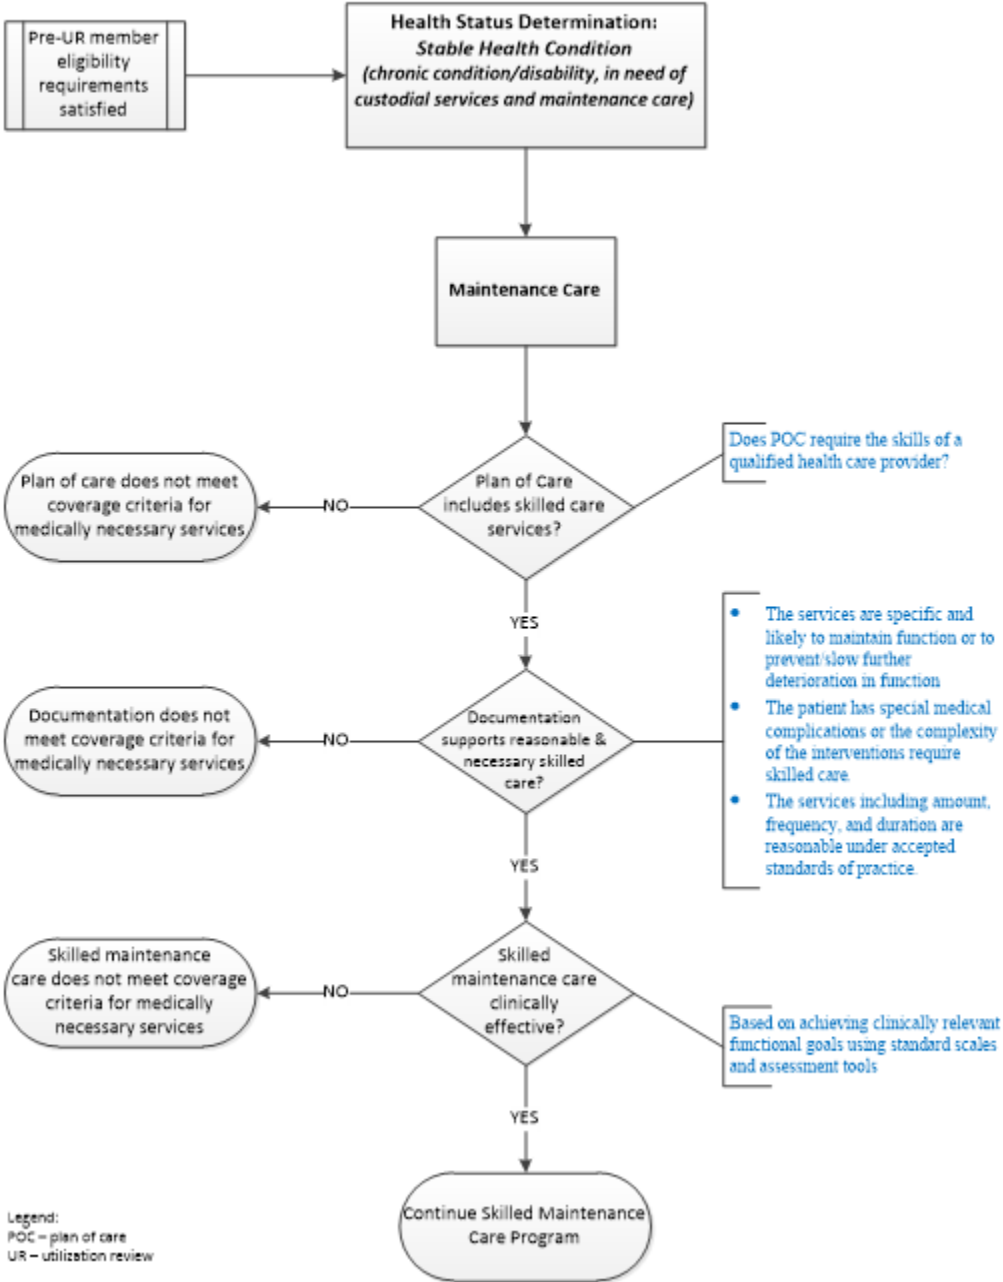 Pre-UR member
eligibility
requirements
satisfied
Health Status Determination:
Stable Health Condition
(chronic condition/disability, in need of
custodial services and maintenance care)
Maintenance Care
Plan of Care
includes skilled care
services?
Does POC require the skills of a
qualified health care provider?
NO
Plan of care does not meet
coverage criteria for
medically necessary services
YES
Documentation
supports reasonable &
necessary skilled
care?
• The services are specific and
likely to maintain function or to
prevent/slow further
deterioration in function
• The patient has special medical
complications or the complexity
of the interventions require
skilled care.
• The services including amount,
frequency, and duration are
reasonable under accepted
standards of practice.
NO
Documentation does not
meet coverage criteria for
medically necessary services
YES
Skilled
maintenance care
clinically
effective?
Based on achieving clinically relevant
functional goals using standard scales
and assessment tools
NO
Skilled maintenance
care does not meet coverage
criteria for medically
necessary services
YES
Continue Skilled Maintenance
Care Program
Legend:
POC – plan of care
UR – utilization review